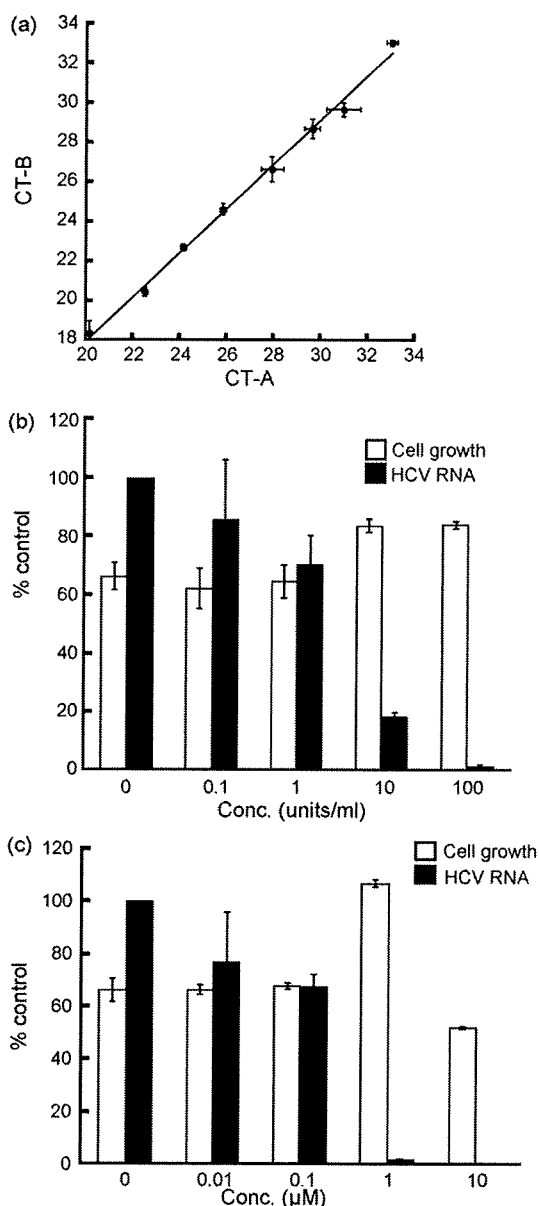 (a)
34
32
30
28
26
24
22
20
18
CT-B
20 22 24 26 28 30 32 34
CT-A
(b)
120
100
80
60
40
20
0
% control
Cell growth
HCV RNA
0 0.1 1 10 100
Conc. (units/ml)
(c)
120
100
80
60
40
20
0
% control
Cell growth
HCV RNA
0 0.01 0.1 1 10
Conc. (µM)